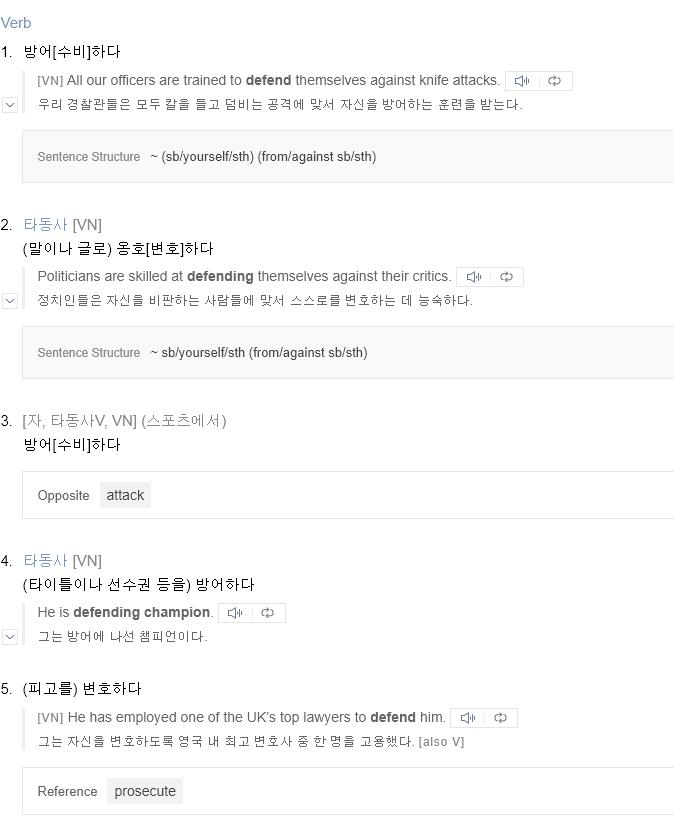 Verb
1. 방어[수비]하다
[VN] All our officers are trained to defend themselves against knife attacks.
우리 경찰관들은 모두 칼을 들고 덤비는 공격에 맞서 자신을 방어하는 훈련을 받는다.
Sentence Structure ~ (sb/yourself/sth) (from/against sb/sth)
2. 타동사 [VN]
(말이나 글로) 옹호[변호]하다
Politicians are skilled at defending themselves against their critics.
정치인들은 자신을 비판하는 사람들에 맞서 스스로를 변호하는 데 능숙하다.
Sentence Structure ~ sb/yourself/sth (from/against sb/sth)
3. [자, 타동사V, VN] (스포츠에서)
방어[수비]하다
Opposite attack
4. 타동사 [VN]
(타이틀이나 선수권 등을) 방어하다
He is defending champion.
그는 방어에 나선 챔피언이다.
5. (피고를) 변호하다
[VN] He has employed one of the UK’s top lawyers to defend him.
그는 자신을 변호하도록 영국 내 최고 변호사 중 한 명을 고용했다. [also V]
Reference prosecute